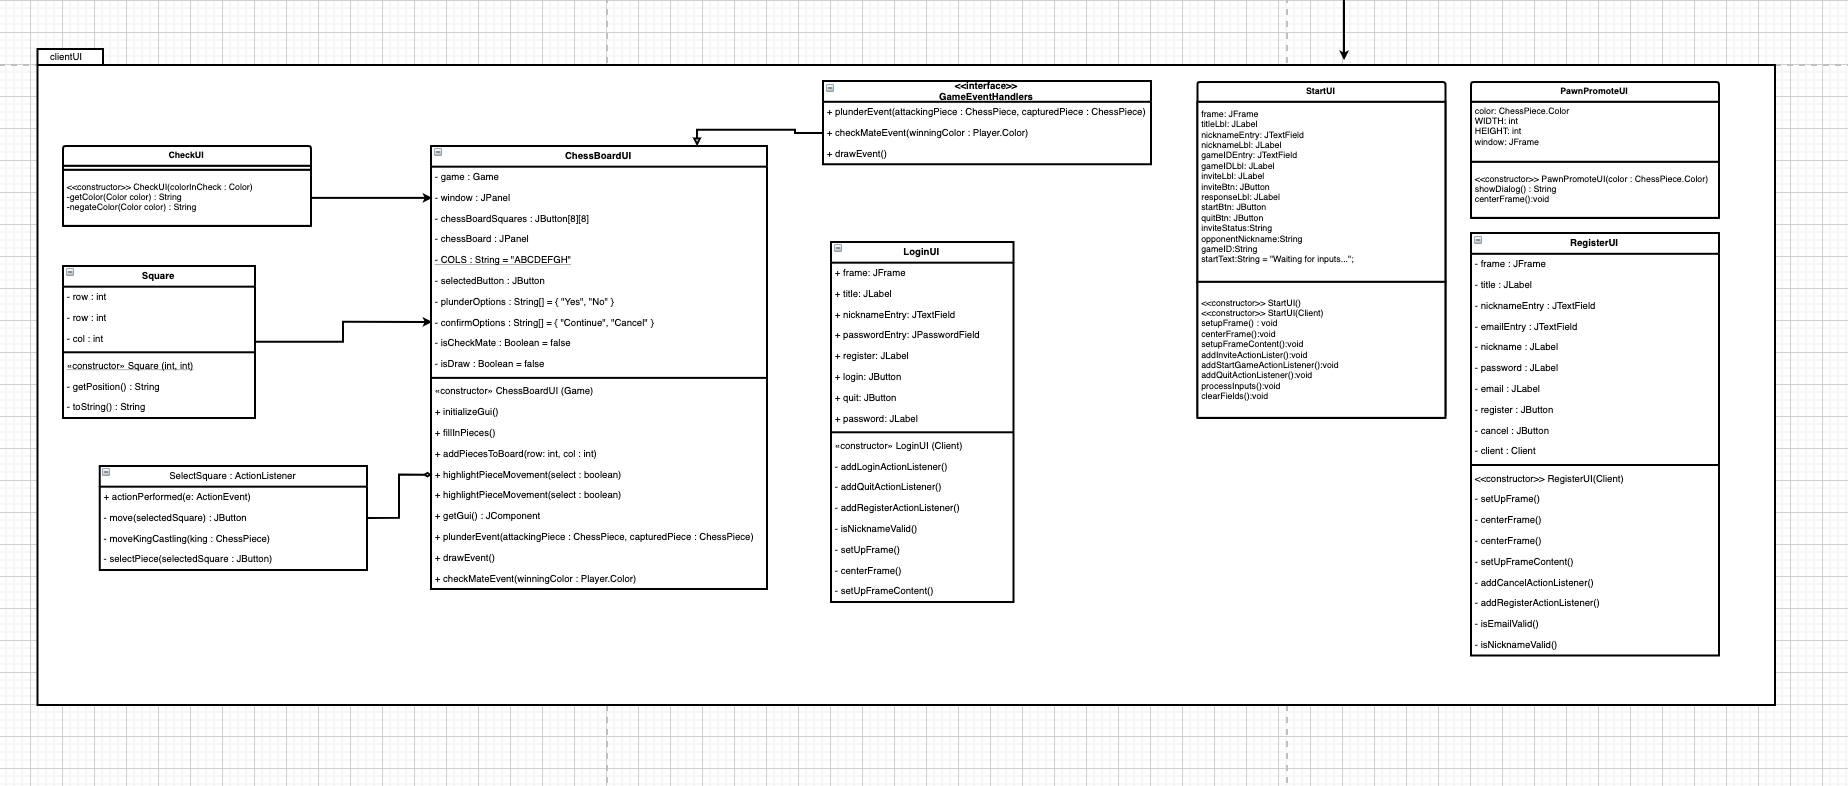 clientUI
CheckUI
<<constructor>> CheckUI(colorInCheck : Color)
-getColor(Color color) : String
-negateColor(Color color) : String
Square
- row : int
- row : int
- col : int
«constructor» Square (int, int)
- getPosition() : String
- toString() : String
SelectSquare : ActionListener
+ actionPerformed(e: ActionEvent)
- move(selectedSquare) : JButton
- moveKingCastling(king : ChessPiece)
- selectPiece(selectedSquare : JButton)
ChessBoardUI
- game : Game
- window : JPanel
- chessBoardSquares : JButton[8][8]
- chessBoard : JPanel
- COLS : String = "ABCDEFGH"
- selectedButton : JButton
- plunderOptions : String[] = { "Yes", "No" }
- confirmOptions : String[] = { "Continue", "Cancel" }
- isCheckMate : Boolean = false
- isDraw : Boolean = false
«constructor» ChessBoardUI (Game)
+ initializeGui()
+ fillInPieces()
+ addPiecesToBoard(row: int, col : int)
+ highlightPieceMovement(select : boolean)
+ highlightPieceMovement(select : boolean)
+ getGui() : JComponent
+ plunderEvent(attackingPiece : ChessPiece, capturedPiece : ChessPiece)
+ drawEvent()
+ checkMateEvent(winningColor : Player.Color)
<<interface>>
GameEventHandlers
+ plunderEvent(attackingPiece : ChessPiece, capturedPiece : ChessPiece)
+ checkMateEvent(winningColor : Player.Color)
+ drawEvent()
LoginUI
+ frame: JFrame
+ title: JLabel
+ nicknameEntry: JTextField
+ passwordEntry: JPasswordField
+ register: JLabel
+ login: JButton
+ quit: JButton
+ password: JLabel
«constructor» LoginUI (Client)
- addLoginActionListener()
- addQuitActionListener()
- addRegisterActionListener()
- isNicknameValid()
- setUpFrame()
- centerFrame()
- setUpFrameContent()
StartUI
frame: JFrame
titleLbl: JLabel
nicknameEntry: JTextField
nicknameLbl: JLabel
gameIDEntry: JTextField
gameIDLbl: JLabel
inviteLbl: JLabel
inviteBtn: JButton
responseLbl: JLabel
startBtn: JButton
quitBtn: JButton
inviteStatus:String
opponentNickname:String
gameID:String
startText:String = "Waiting for inputs...";
<<constructor>> StartUI()
<<constructor>> StartUI(Client)
setupFrame() : void
centerFrame():void
setupFrameContent():void
addInviteActionLister():void
addStartGameActionListener():void
addQuitActionListener():void
processInputs():void
clearFields():void
PawnPromoteUI
color: ChessPiece.Color
WIDTH: int
HEIGHT: int
window: JFrame
<<constructor>> PawnPromoteUI(color : ChessPiece.Color)
showDialog() : String
centerFrame():void
RegisterUI
- frame : JFrame
- title : JLabel
- nicknameEntry : JTextField
- emailEntry : JTextField
- nickname : JLabel
- password : JLabel
- email : JLabel
- register : JButton
- cancel : JButton
- client : Client
<<constructor>> RegisterUI(Client)
- setUpFrame()
- centerFrame()
- centerFrame()
- setUpFrameContent()
- addCancelActionListener()
- addRegisterActionListener()
- isEmailValid()
- isNicknameValid()